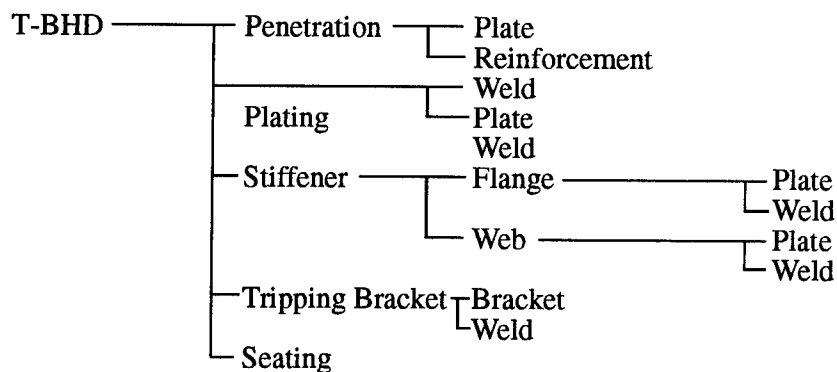 T-BHD Penetration Plate
Reinforcement
Weld
Plating Plate
Weld
Stiffener Flange Plate
Weld
Web Plate
Weld
Tripping Bracket Bracket
Weld
Seating